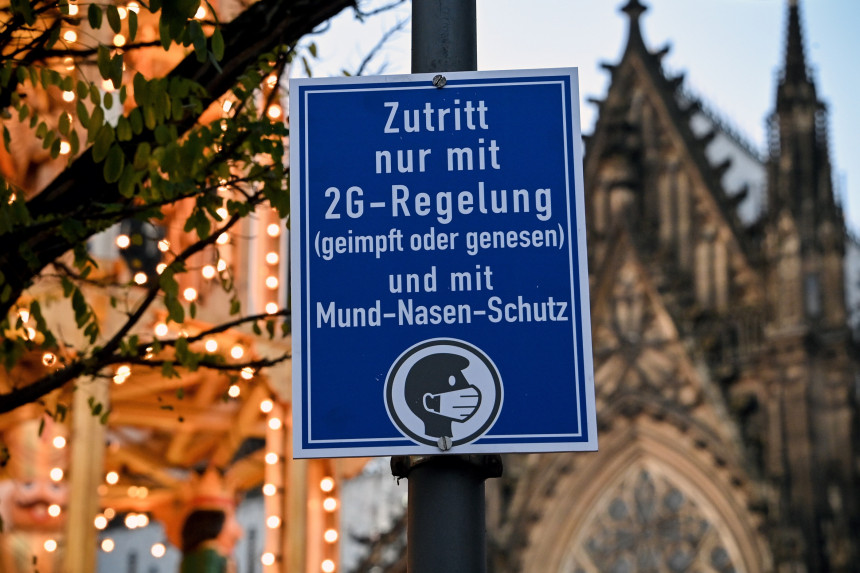 Zutritt
nur mit
2G-Regelung
(geimpft oder genesen)
und mit
Mund-Nasen-Schutz